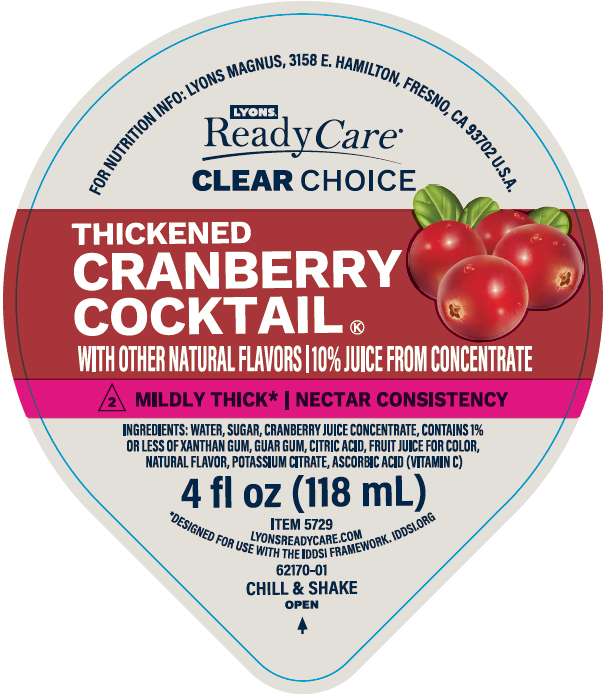 FOR NUTRITION INFO: LYONS MAGNUS, 3158 E. HAMILTON, FRESNO, CA 93702 U.S.A.
LYONS
ReadyCare
CLEAR CHOICE
THICKENED
CRANBERRY
COCKTAIL K
WITH OTHER NATURAL FLAVORS | 10% JUICE FROM CONCENTRATE
2 MILDLY THICK* | NECTAR CONSISTENCY
INGREDIENTS: WATER, SUGAR, CRANBERRY JUICE CONCENTRATE, CONTAINS 1%
OR LESS OF XANTHAN GUM, GUAR GUM, CITRIC ACID, FRUIT JUICE FOR COLOR,
NATURAL FLAVOR, POTASSIUM CITRATE, ASCORBIC ACID (VITAMIN C)
4 fl oz (118 mL)
ITEM 5729
LYONSREADYCARE.COM
*DESIGNED FOR USE WITH THE IDDSI FRAMEWORK. IDDSI.ORG
62170-01
CHILL & SHAKE
OPEN